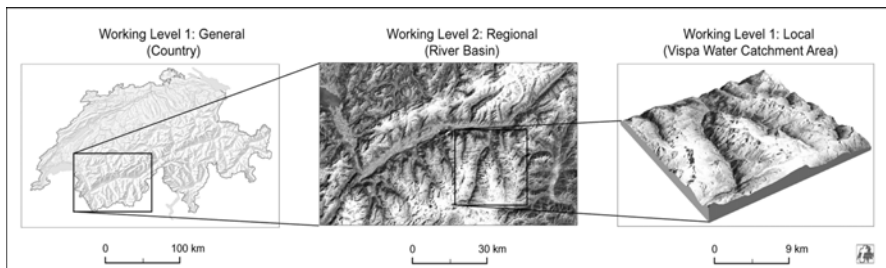 Working Level 1: General
(Country)
Working Level 2: Regional
(River Basin)
Working Level 1: Local
(Vispa Water Catchment Area)
0 100 km
0 30 km
0 9 km